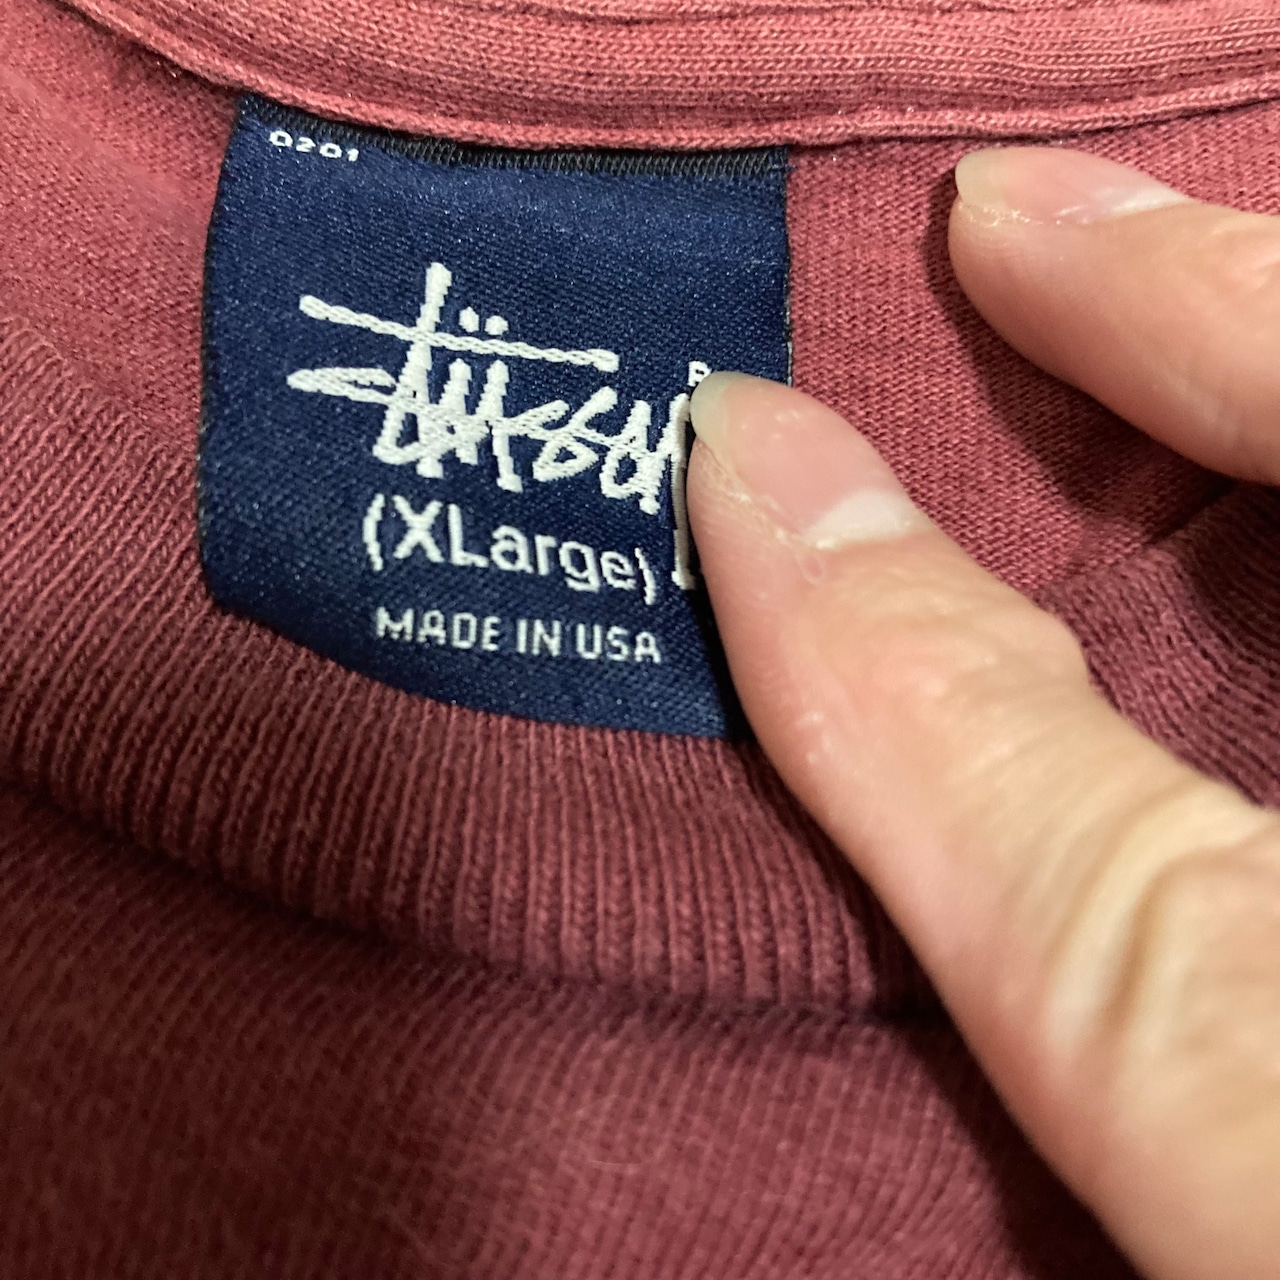 0201
Stüssy
(XLarge)
MADE IN USA